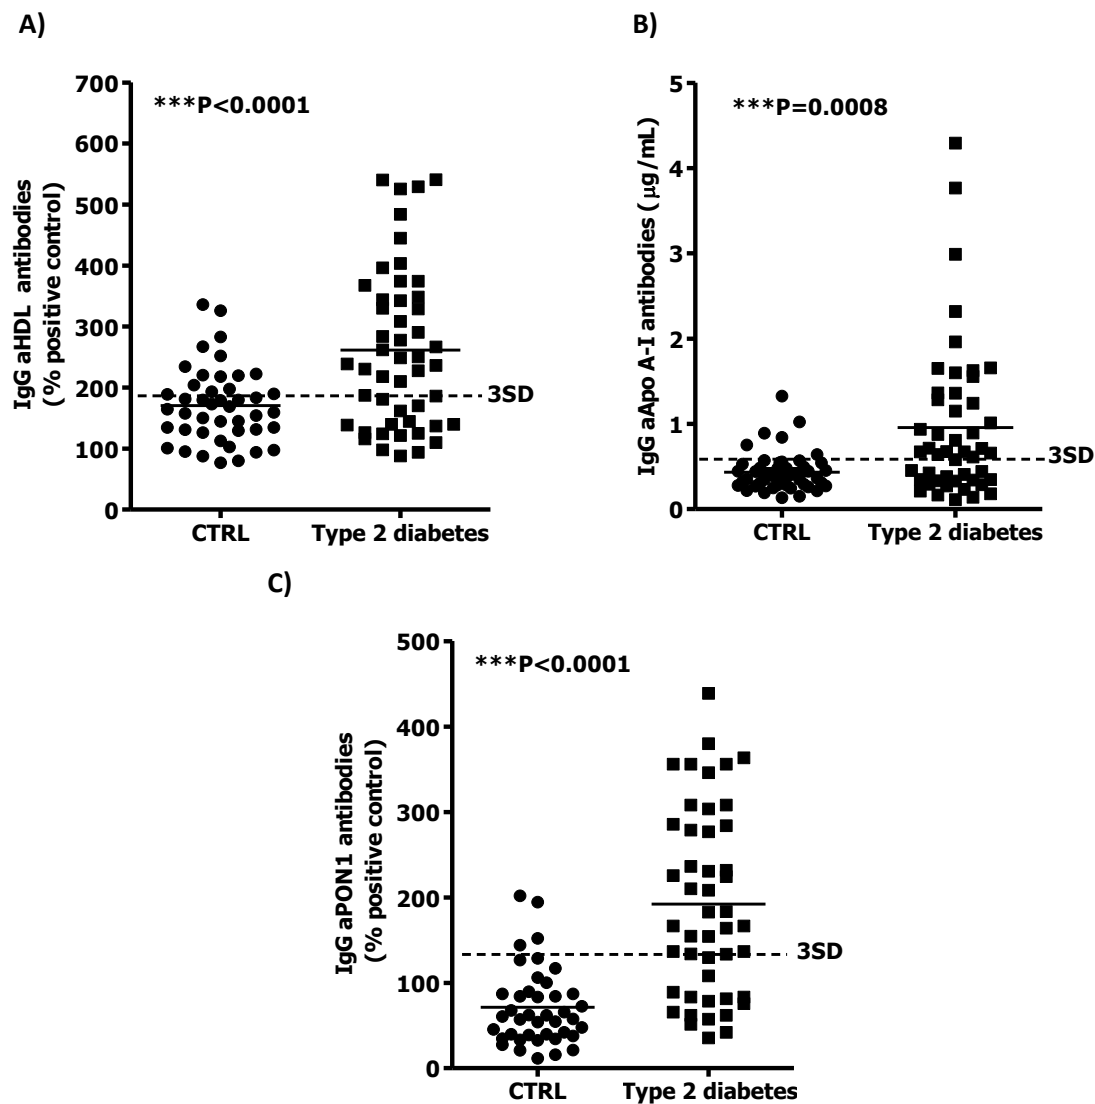 A)
B)
700
600
500
400
300
200
100
0
IgG aHDL antibodies
(% positive control)
***P<0.0001
3SD
CTRL
Type 2 diabetes
5
4
3
2
1
0
IgG aApo A-I antibodies (μg/mL)
***P=0.0008
3SD
CTRL
Type 2 diabetes
C)
500
400
300
200
100
0
IgG aPON1 antibodies
(% positive control)
***P<0.0001
3SD
CTRL
Type 2 diabetes